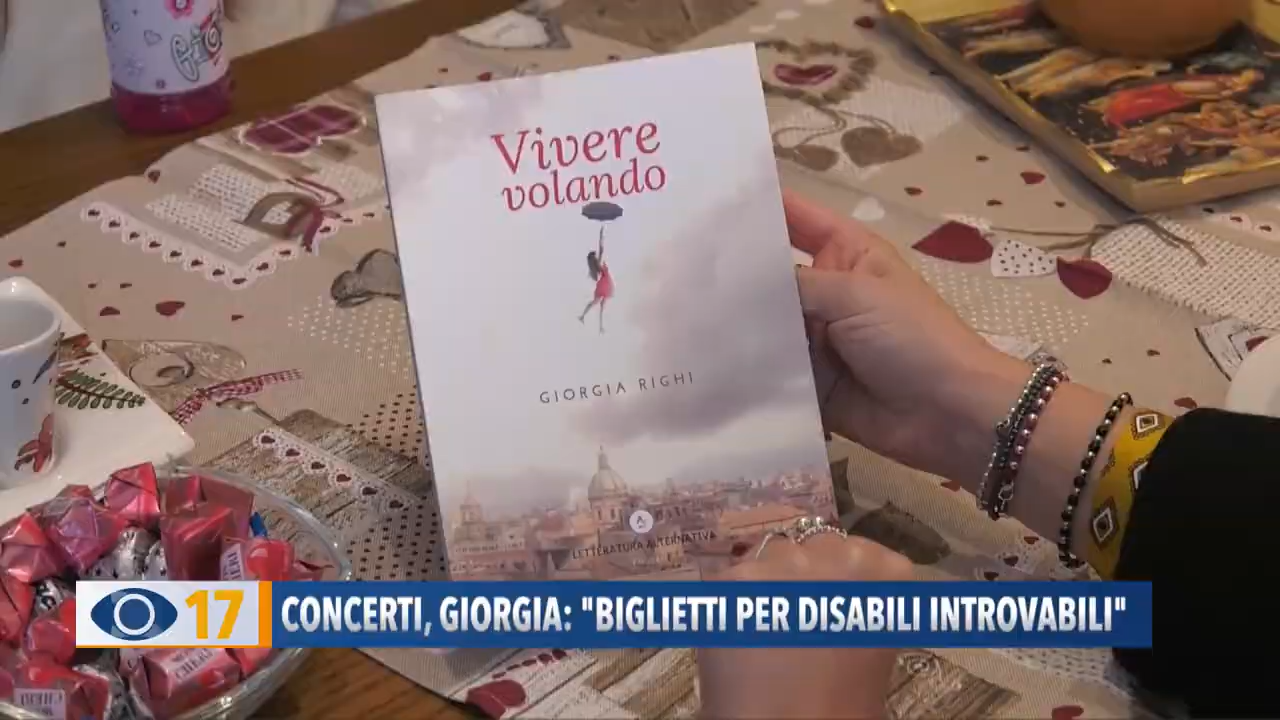 Vivere
volando
GIORGIA RIGHI
LETTERATURA ALTERNATIVA
17
CONCERTI, GIORGIA: "BIGLIETTI PER DISABILI INTROVABILI"